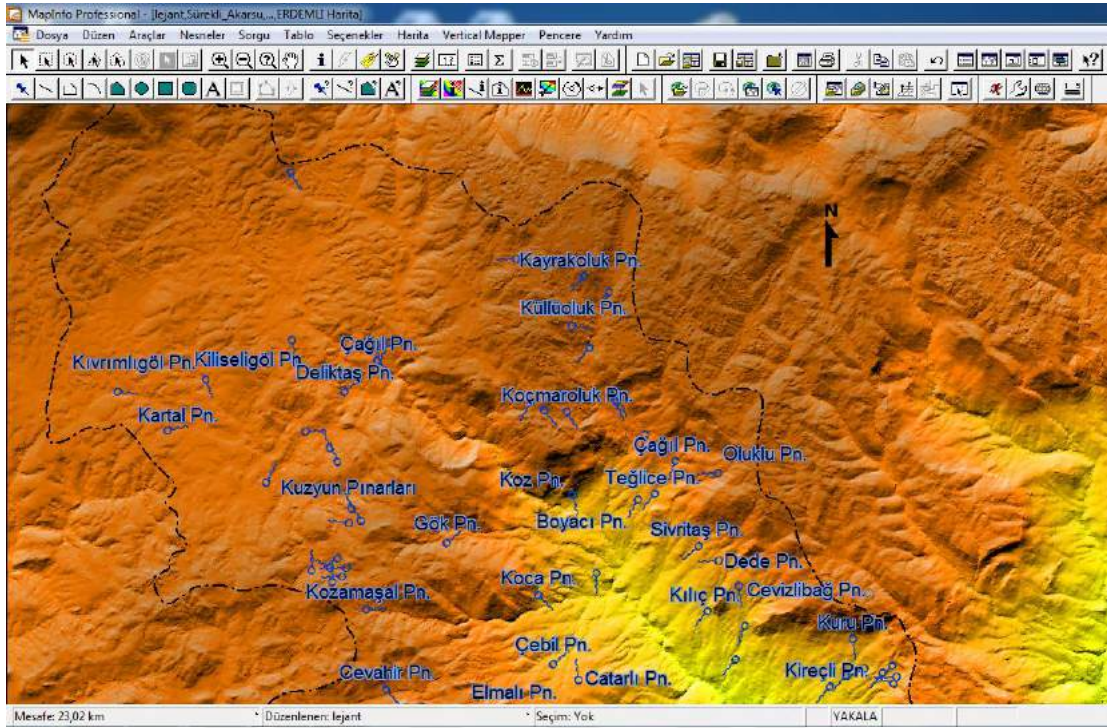 MapInfo Professional - [lejant,Sürekli_Akarsu,...,ERDEMLI Harita]
Dosya Düzen Araçlar Nesneler Sorgu Tablo Seçenekler Harita Vertical Mapper Pencere Yardım
N
Kayrakoluk Pn.
Küllüoluk Pn.
Çağıl Pn.
Kıvrımlıgöl Pn. Kiliseligöl Pn.
Deliktaş Pn.
Koçmaroluk Pn.
Kartal Pn.
Çağıl Pn. Oluklu Pn.
Koz Pn. Teğlice Pn.
Kuzyun Pınarları
Gök Pn. Boyacı Pn. Sivritaş Pn.
Dede Pn.
Koca Pn.
Kozamaşal Pn. Kılıç Pn. Cevizlibağ Pn.
Kuru Pn.
Çebil Pn.
Cevahir Pn. Catarlı Pn. Kireçli Pn.
Elmalı Pn.
Mesafe: 23,02 km Düzenlenen: lejant Seçim: Yok YAKALA